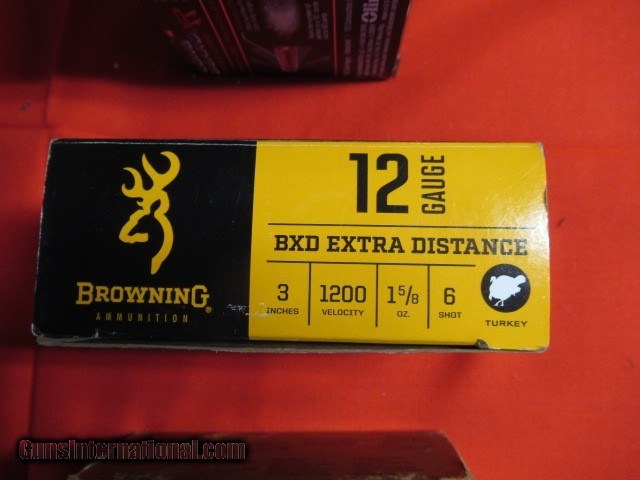 Olin
12
GAUGE
BXD EXTRA DISTANCE
3
INCHES
1200
VELOCITY
1 5/8
OZ.
6
SHOT
TURKEY
BROWNING®
AMMUNITION
GunsInternational.com